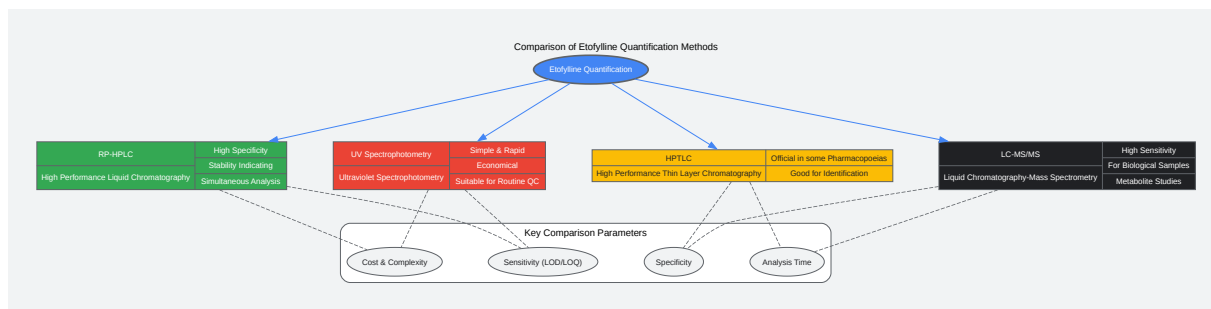 Comparison of Etofylline Quantification Methods
Etofylline Quantification
RP-HPLC
High Performance Liquid Chromatography
High Specificity
Stability Indicating
Simultaneous Analysis
UV Spectrophotometry
Ultraviolet Spectrophotometry
Simple & Rapid
Economical
Suitable for Routine QC
HPTLC
High Performance Thin Layer Chromatography
Official in some Pharmacopoeias
Good for Identification
LC-MS/MS
Liquid Chromatography-Mass Spectrometry
High Sensitivity
For Biological Samples
Metabolite Studies
Key Comparison Parameters
Cost & Complexity
Sensitivity (LOD/LOQ)
Specificity
Analysis Time